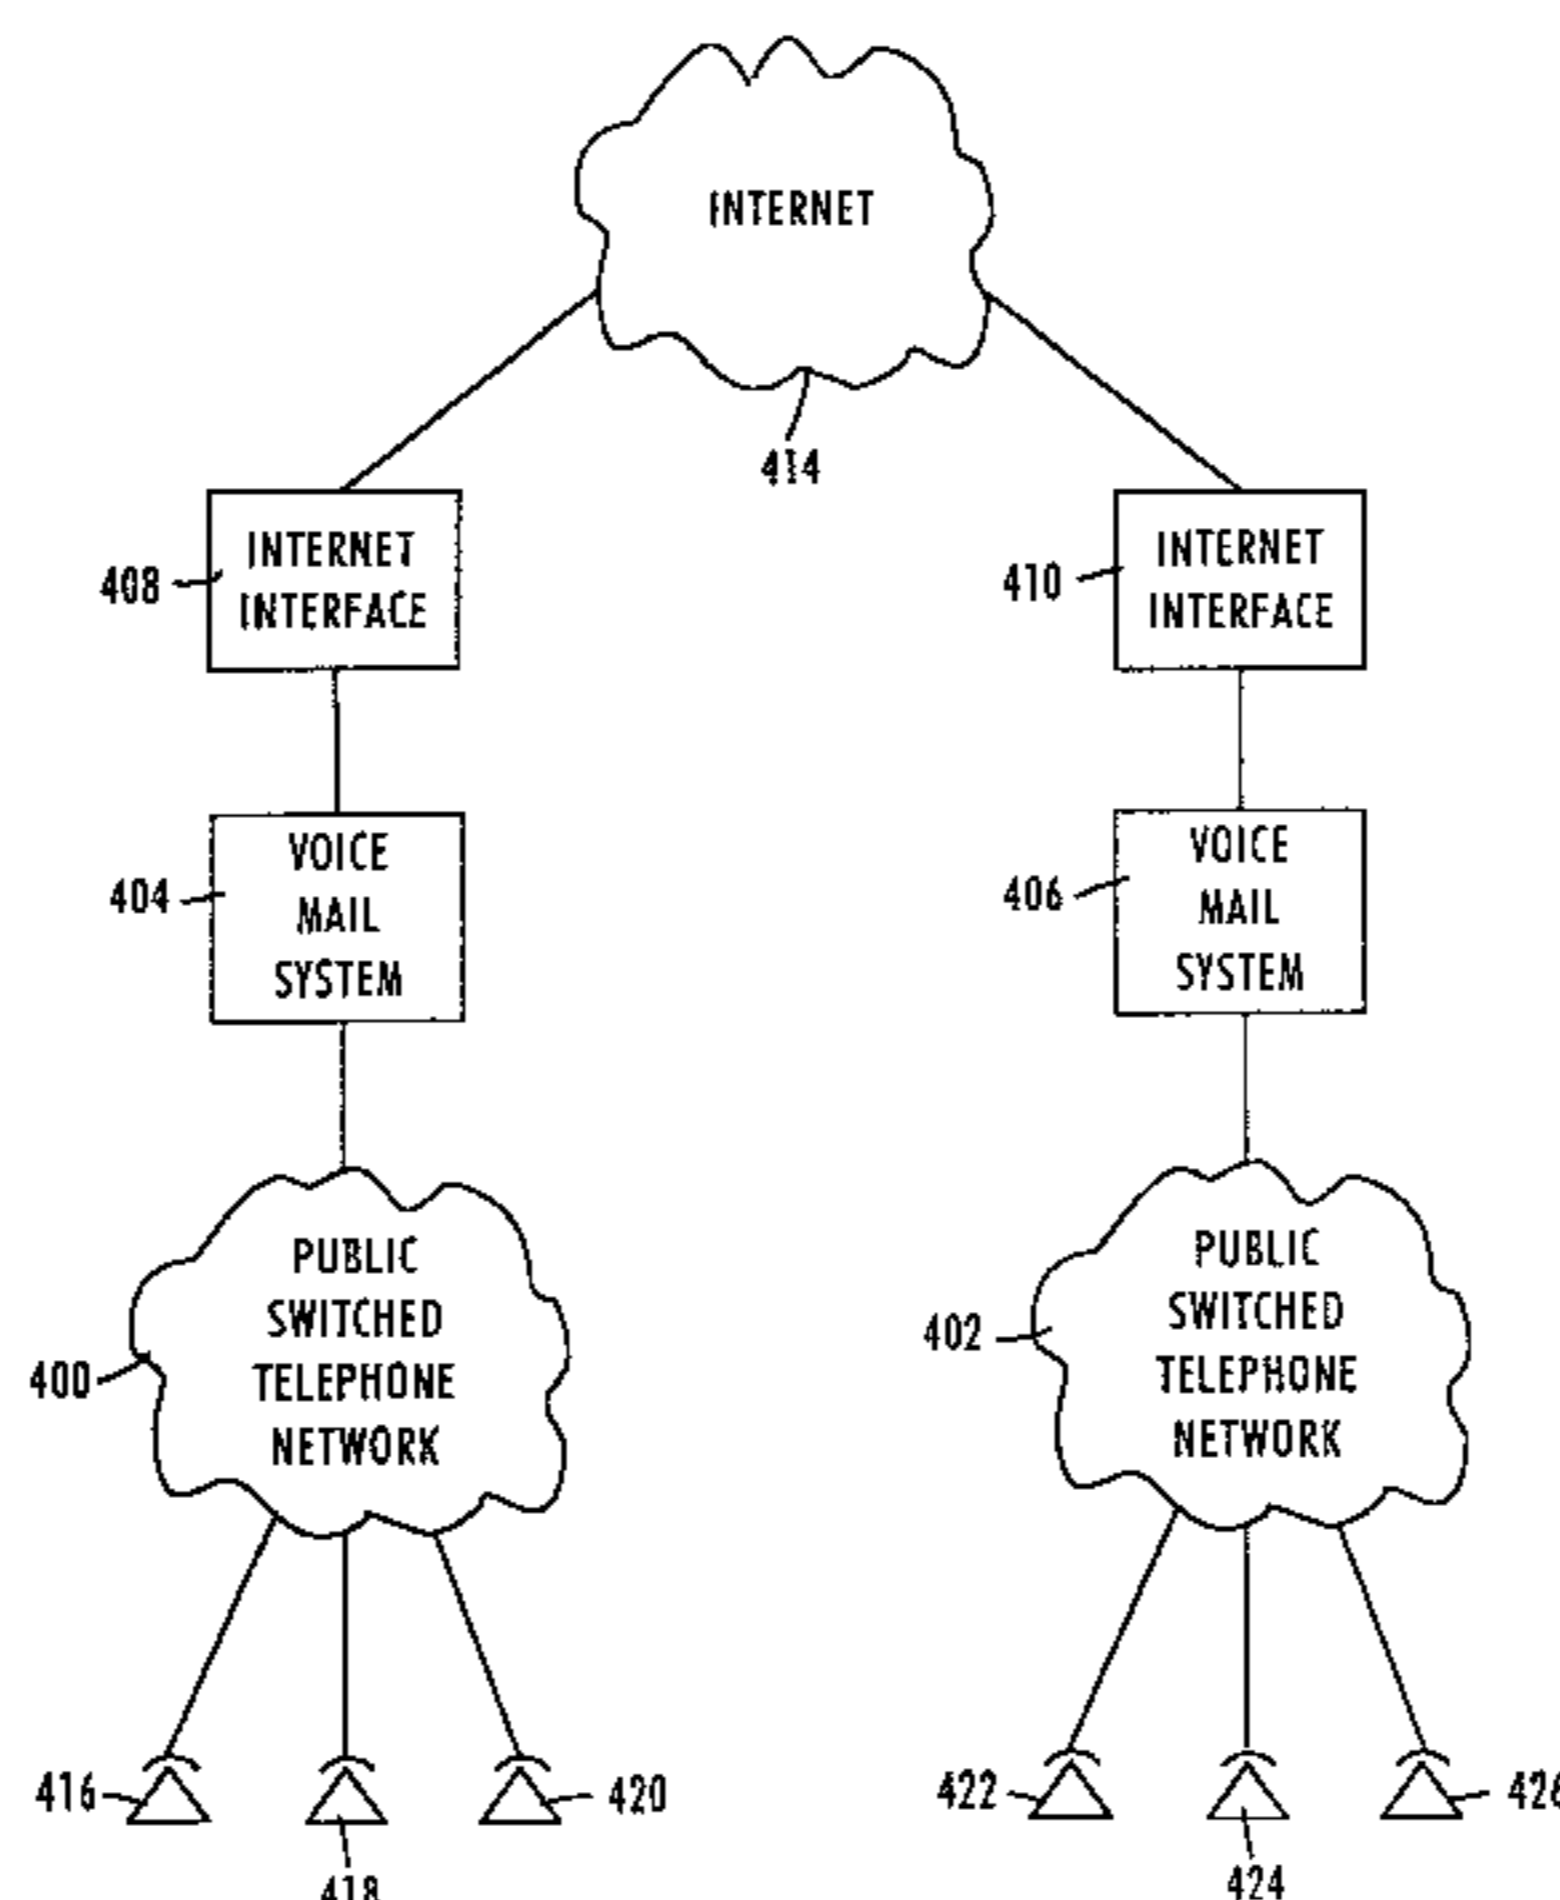 INTERNET
414
INTERNET
INTERFACE
408
INTERNET
INTERFACE
410
VOICE
MAIL
SYSTEM
404
VOICE
MAIL
SYSTEM
406
PUBLIC
SWITCHED
TELEPHONE
NETWORK
400
PUBLIC
SWITCHED
TELEPHONE
NETWORK
402
416
418
420
422
424
426